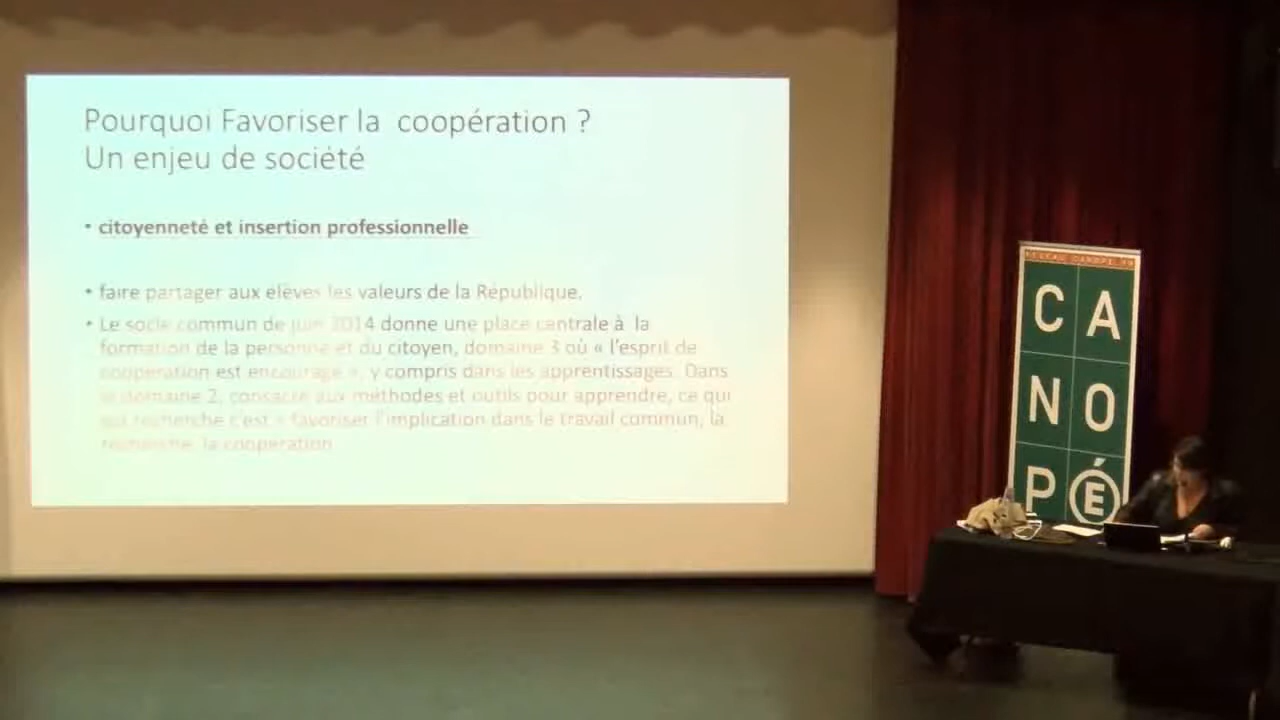 Pourquoi Favoriser la coopération ?
Un enjeu de société
• citoyenneté et insertion professionnelle
• faire partager aux elèves les valeurs de la République.
• Le socle commun de juin 2014 donne une place centrale à la
formation de la personne et du citoyen, domaine 3 où « l'esprit de
coopération est encouragé », y compris dans les apprentissages. Dans
le domaine 2, consacré aux méthodes et outils pour apprendre, ce qui
est recherché c'est « favoriser l'implication dans le travail commun, la
recherche, la coopération
RÉSEAU CANOPÉ.FR
C A
N O
P É